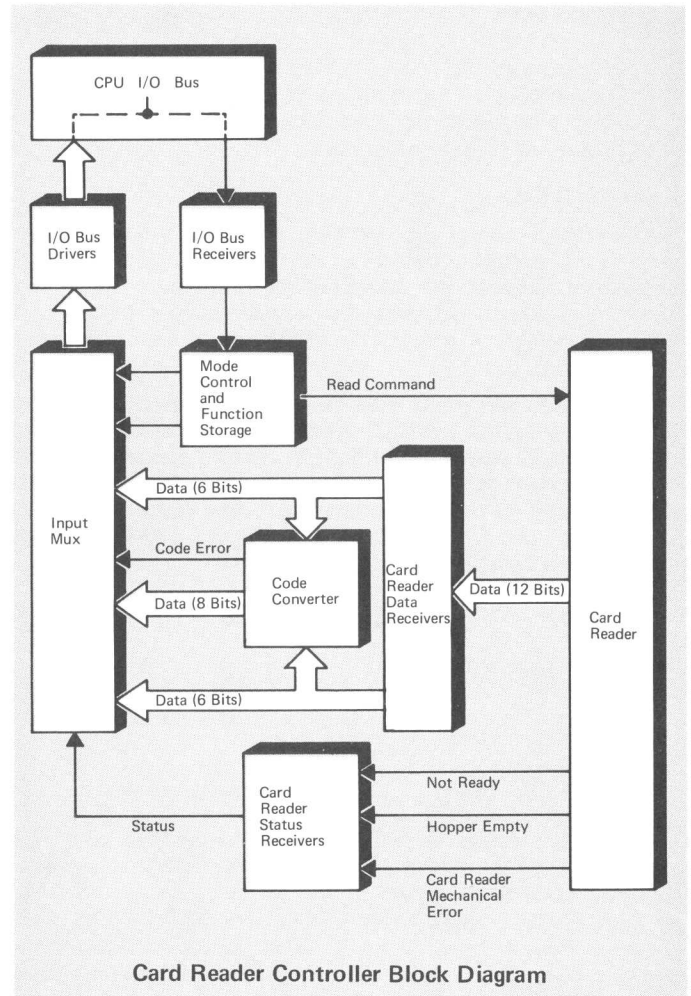 CPU I/O Bus
I/O Bus
Drivers
I/O Bus
Receivers
Mode
Control
and
Function
Storage
Read Command
Input
Mux
Data (6 Bits)
Code Error
Data (8 Bits)
Data (6 Bits)
Code
Converter
Card
Reader
Data
Receivers
Data (12 Bits)
Card
Reader
Card
Reader
Status
Receivers
Status
Not Ready
Hopper Empty
Card Reader
Mechanical
Error
Card Reader Controller Block Diagram